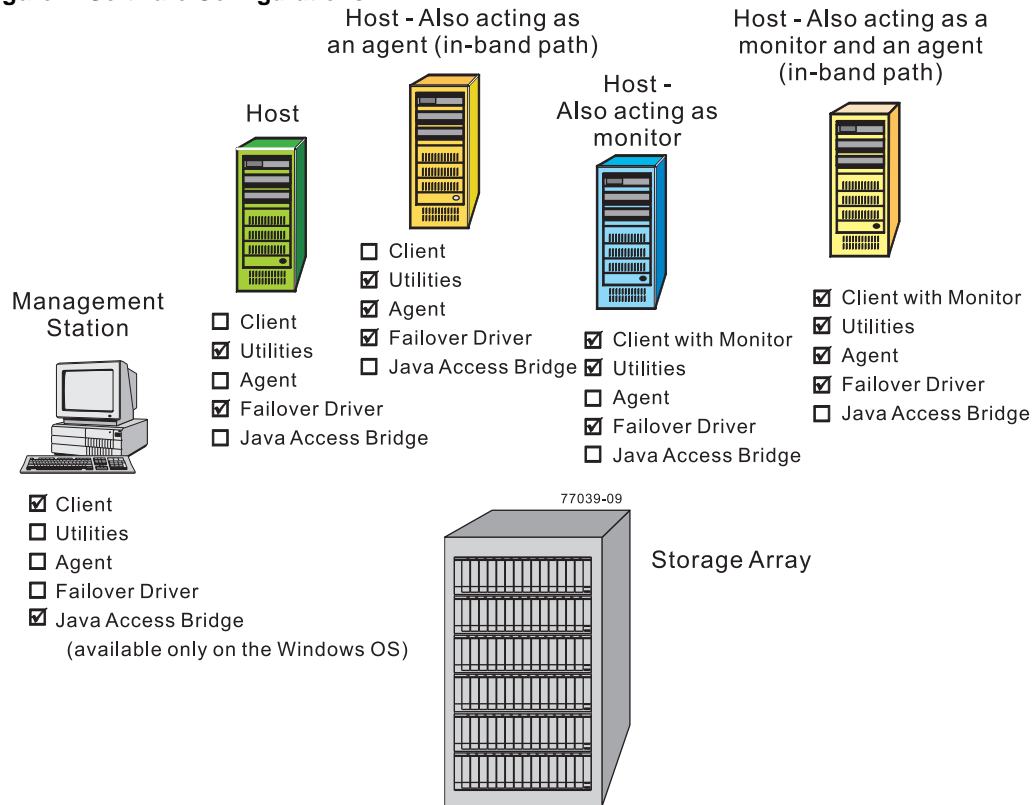 Host - Also acting as
an agent (in-band path)
Host - Also acting as a
monitor and an agent
(in-band path)
Host -
Also acting as
monitor
Host
Management
Station
☐ Client
☑ Utilities
☑ Agent
☑ Failover Driver
☐ Java Access Bridge
☐ Client
☑ Utilities
☐ Agent
☑ Failover Driver
☐ Java Access Bridge
☑ Client with Monitor
☑ Utilities
☐ Agent
☑ Failover Driver
☐ Java Access Bridge
☑ Client with Monitor
☑ Utilities
☑ Agent
☑ Failover Driver
☐ Java Access Bridge
☑ Client
☐ Utilities
☐ Agent
☐ Failover Driver
☑ Java Access Bridge
(available only on the Windows OS)
77039-09
Storage Array